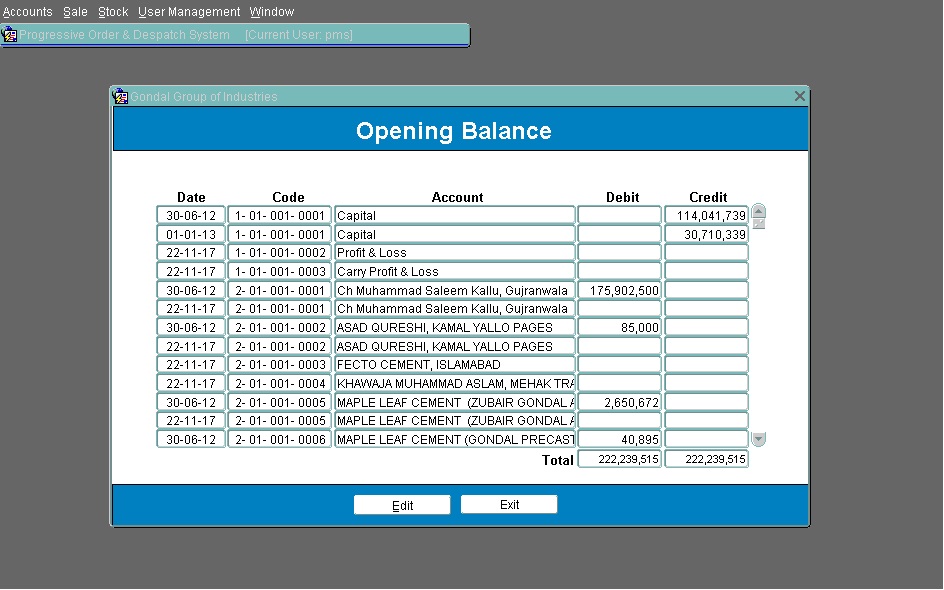 Accounts Sale Stock User Management Window
Progressive Order & Despatch System [Current User: pms]
Gondal Group of Industries
Opening Balance
Date Code Account Debit Credit
30-06-12 1- 01- 001- 0001 Capital 114,041,739
01-01-13 1- 01- 001- 0001 Capital 30,710,339
22-11-17 1- 01- 001- 0002 Profit & Loss
22-11-17 1- 01- 001- 0003 Carry Profit & Loss
30-06-12 2- 01- 001- 0001 Ch Muhammad Saleem Kallu, Gujranwala 175,902,500
22-11-17 2- 01- 001- 0001 Ch Muhammad Saleem Kallu, Gujranwala
30-06-12 2- 01- 001- 0002 ASAD QURESHI, KAMAL YALLO PAGES 85,000
22-11-17 2- 01- 001- 0002 ASAD QURESHI, KAMAL YALLO PAGES
22-11-17 2- 01- 001- 0003 FECTO CEMENT, ISLAMABAD
22-11-17 2- 01- 001- 0004 KHAWAJA MUHAMMAD ASLAM, MEHAK TRA
30-06-12 2- 01- 001- 0005 MAPLE LEAF CEMENT (ZUBAIR GONDAL A 2,650,672
22-11-17 2- 01- 001- 0005 MAPLE LEAF CEMENT (ZUBAIR GONDAL A
30-06-12 2- 01- 001- 0006 MAPLE LEAF CEMENT (GONDAL PRECAST 40,895
Total 222,239,515 222,239,515
Edit Exit